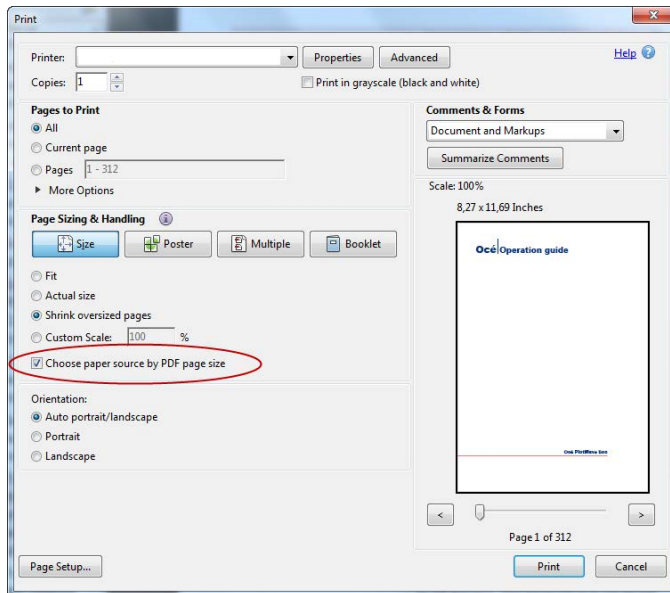 Print
Printer:
Properties
Advanced
Help
Copies: 1
Print in grayscale (black and white)
Pages to Print
All
Current page
Pages 1 - 312
More Options
Comments & Forms
Document and Markups
Summarize Comments
Scale: 100%
8,27 x 11,69 Inches
Page Sizing & Handling
Size
Poster
Multiple
Booklet
Fit
Actual size
Shrink oversized pages
Custom Scale: 100 %
Choose paper source by PDF page size
Orientation:
Auto portrait/landscape
Portrait
Landscape
Océ Operation guide
Océ PlotWave 300
<
>
Page 1 of 312
Page Setup...
Print
Cancel